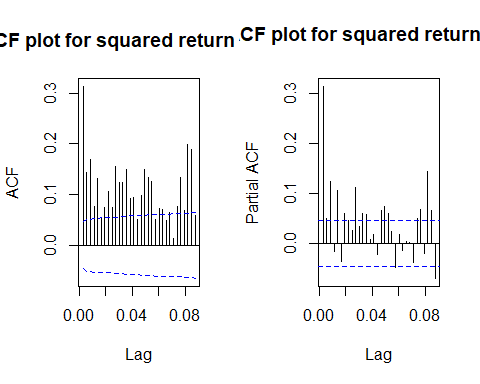 CF plot for squared return
CF plot for squared return
ACF
0.0 0.1 0.2 0.3
0.00 0.04 0.08
Lag
Partial ACF
0.0 0.1 0.2 0.3
0.00 0.04 0.08
Lag